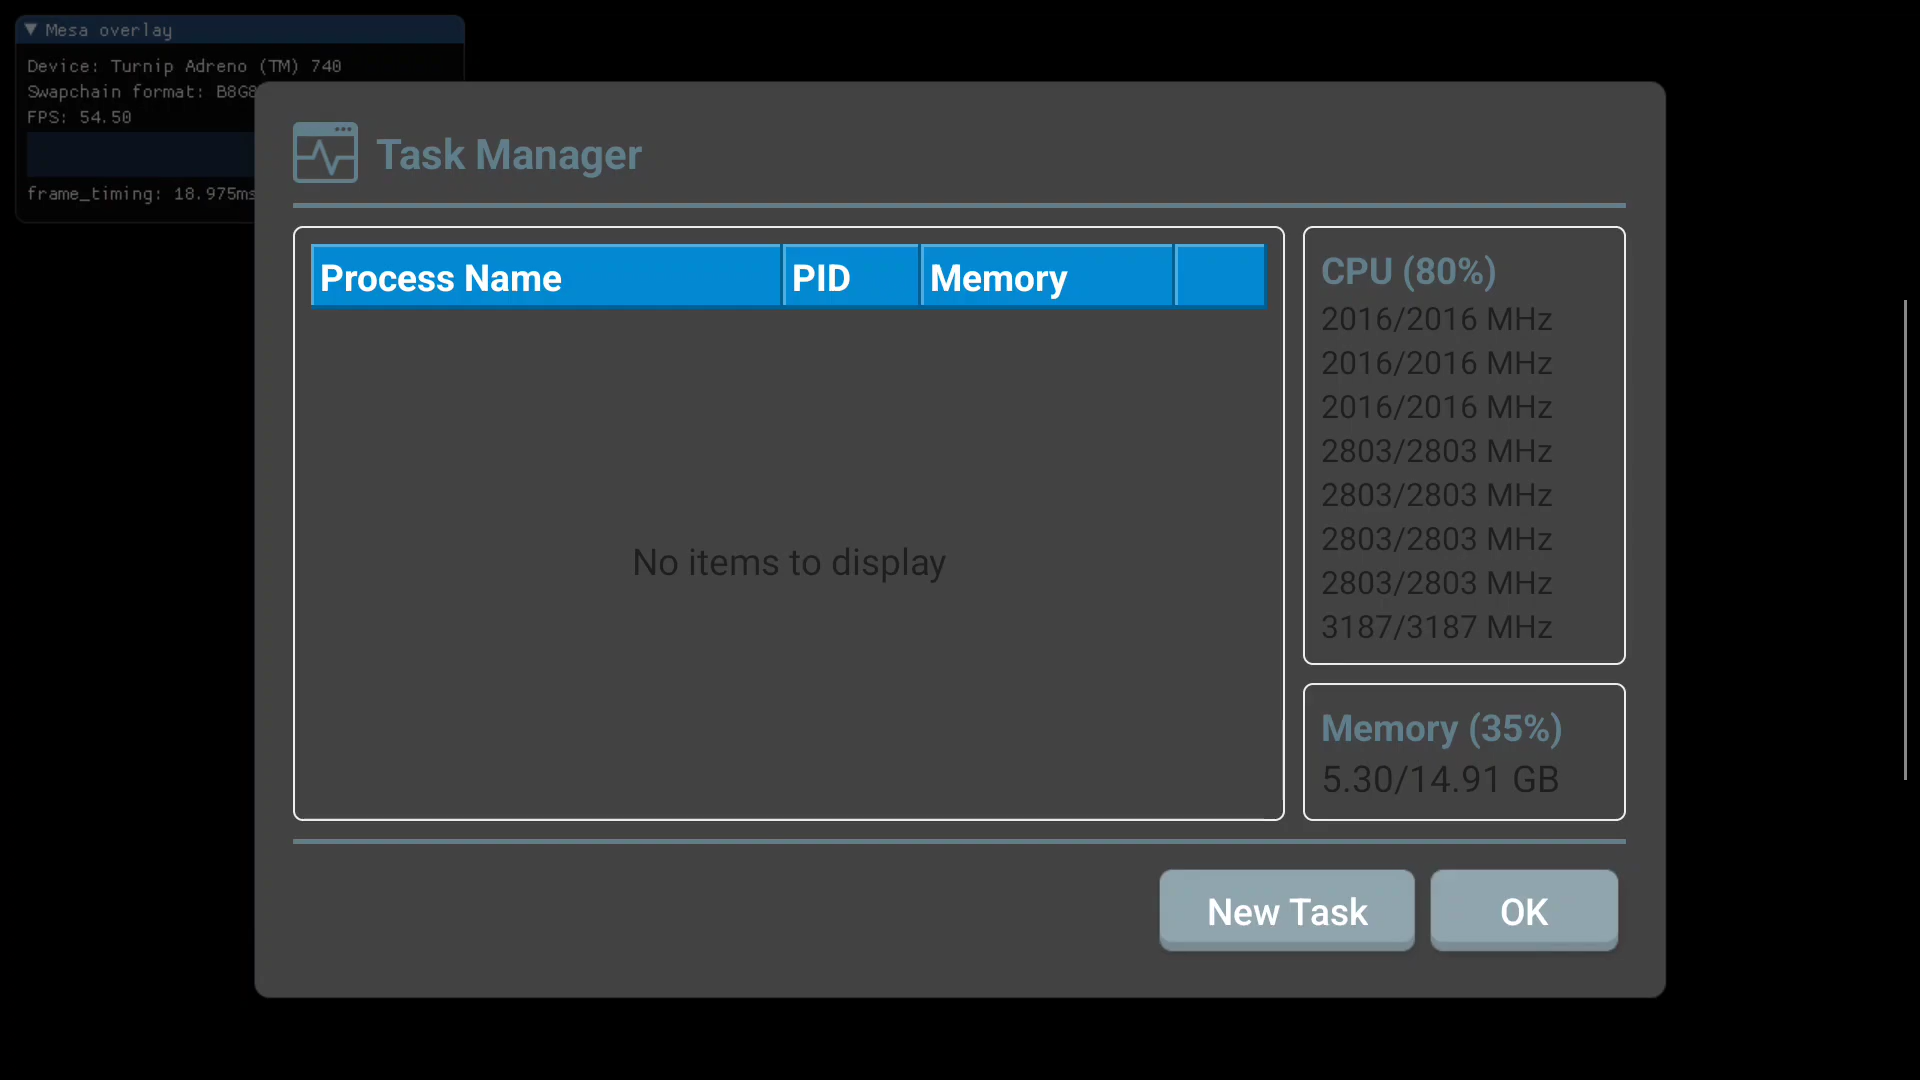 Mesa overlay
Device: Turnip Adreno (TM) 740
Swapchain format: B8G8
FPS: 54.50
frame_timing: 18.975ms
Task Manager
Process Name PID Memory
No items to display
CPU (80%)
2016/2016 MHz
2016/2016 MHz
2016/2016 MHz
2803/2803 MHz
2803/2803 MHz
2803/2803 MHz
2803/2803 MHz
3187/3187 MHz
Memory (35%)
5.30/14.91 GB
New Task OK